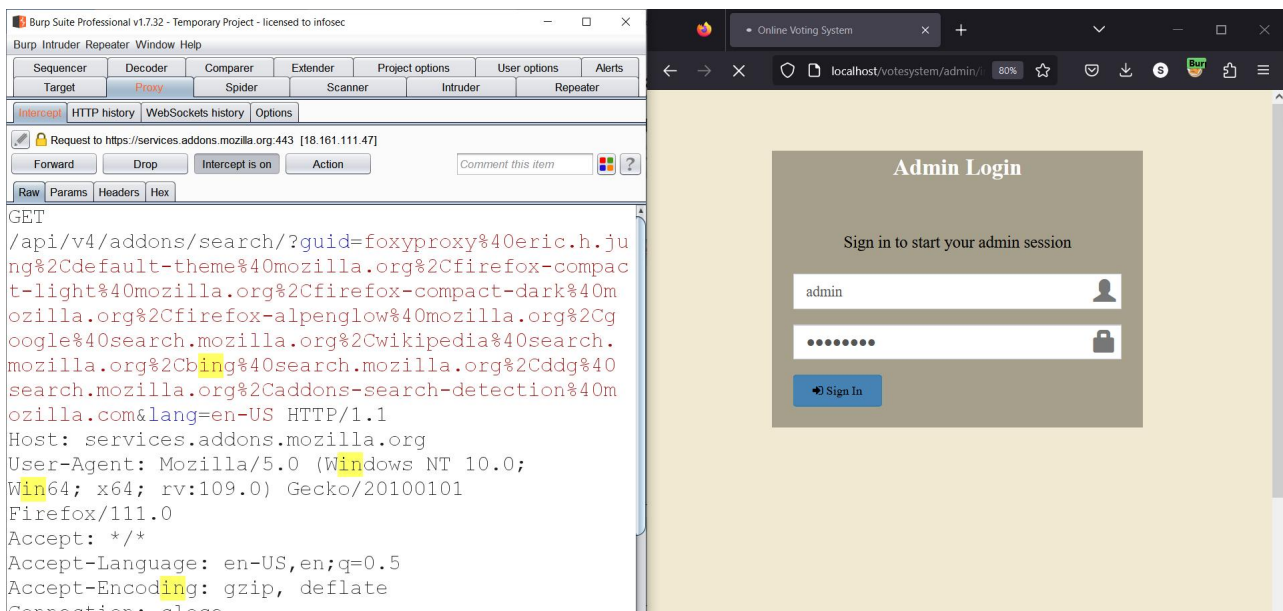 Burp Suite Professional v1.7.32 - Temporary Project - licensed to infosec
Burp Intruder Repeater Window Help
Sequencer Decoder Comparer Extender Project options User options Alerts
Target Proxy Spider Scanner Intruder Repeater
Intercept HTTP history WebSockets history Options
Request to https://services.addons.mozilla.org:443 [18.161.111.47]
Forward Drop Intercept is on Action Comment this item ?
Raw Params Headers Hex
GET
/api/v4/addons/search/?guid=foxyproxy%40eric.h.ju
ng%2Cdefault-theme%40mozilla.org%2Cfirefox-compac
t-light%40mozilla.org%2Cfirefox-compact-dark%40m
ozilla.org%2Cfirefox-alpenglow%40mozilla.org%2Cg
oogle%40search.mozilla.org%2Cwikipedia%40search.
mozilla.org%2Cbing%40search.mozilla.org%2Cddg%40
search.mozilla.org%2Caddons-search-detection%40m
ozilla.com&lang=en-US HTTP/1.1
Host: services.addons.mozilla.org
User-Agent: Mozilla/5.0 (Windows NT 10.0;
Win64; x64; rv:109.0) Gecko/20100101
Firefox/111.0
Accept: */*
Accept-Language: en-US,en;q=0.5
Accept-Encoding: gzip, deflate
Connection: close
Online Voting System
localhost/votesystem/admin/ 80% S Bur
Admin Login
Sign in to start your admin session
admin
Sign In